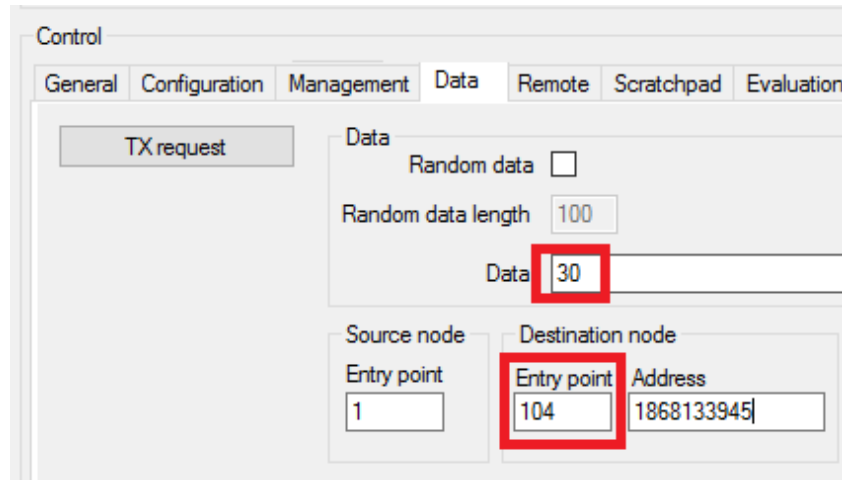 Control
General Configuration Management Data Remote Scratchpad Evaluation
TX request
Data
Random data
Random data length 100
Data 30
Source node Destination node
Entry point Entry point Address
1 104 1868133945